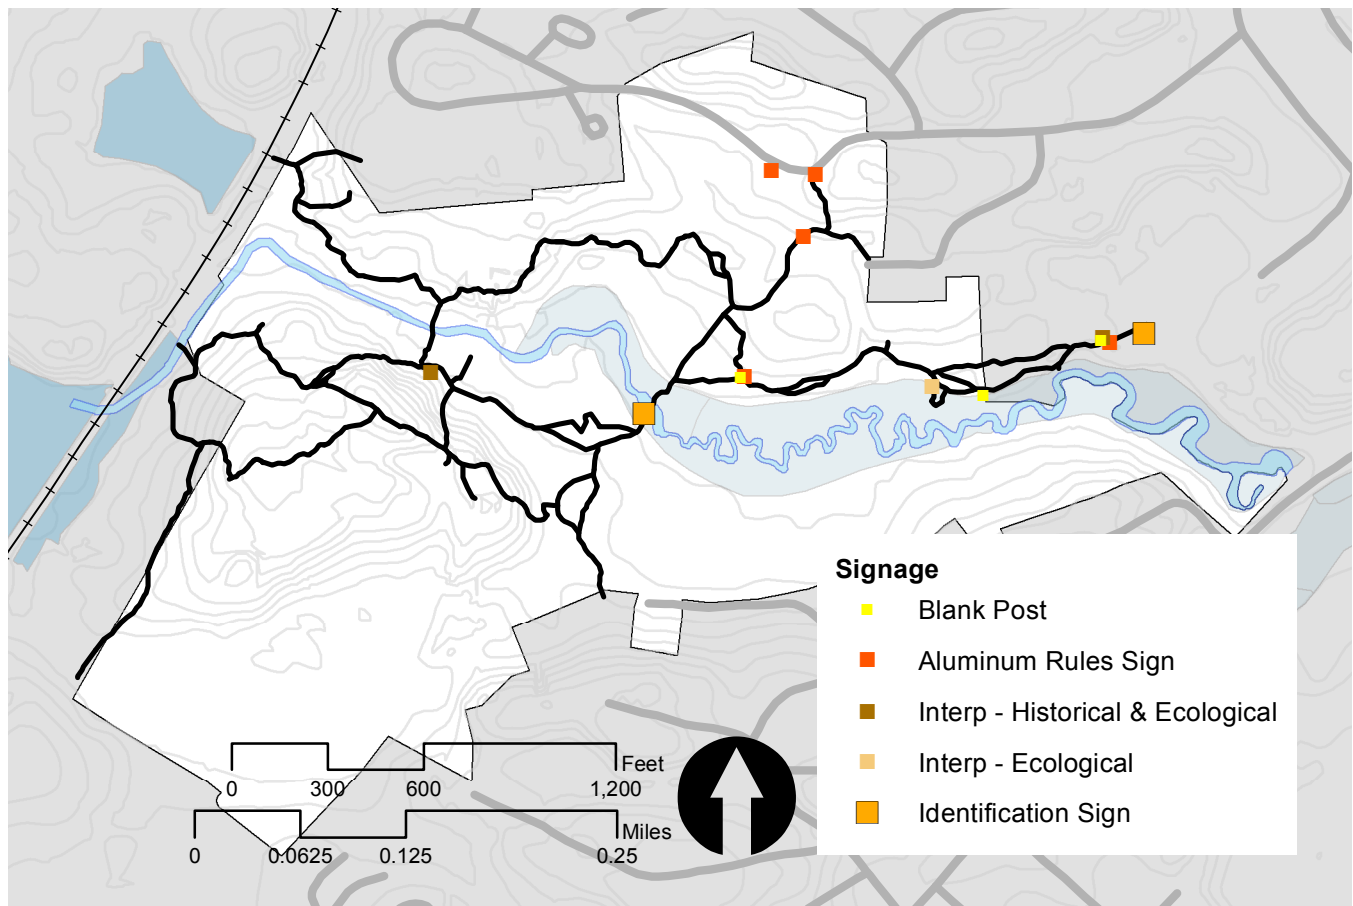 Signage
Blank Post
Aluminum Rules Sign
Interp - Historical & Ecological
Interp - Ecological
Identification Sign
Feet
0 300 600 1,200
Miles
0 0.0625 0.125 0.25